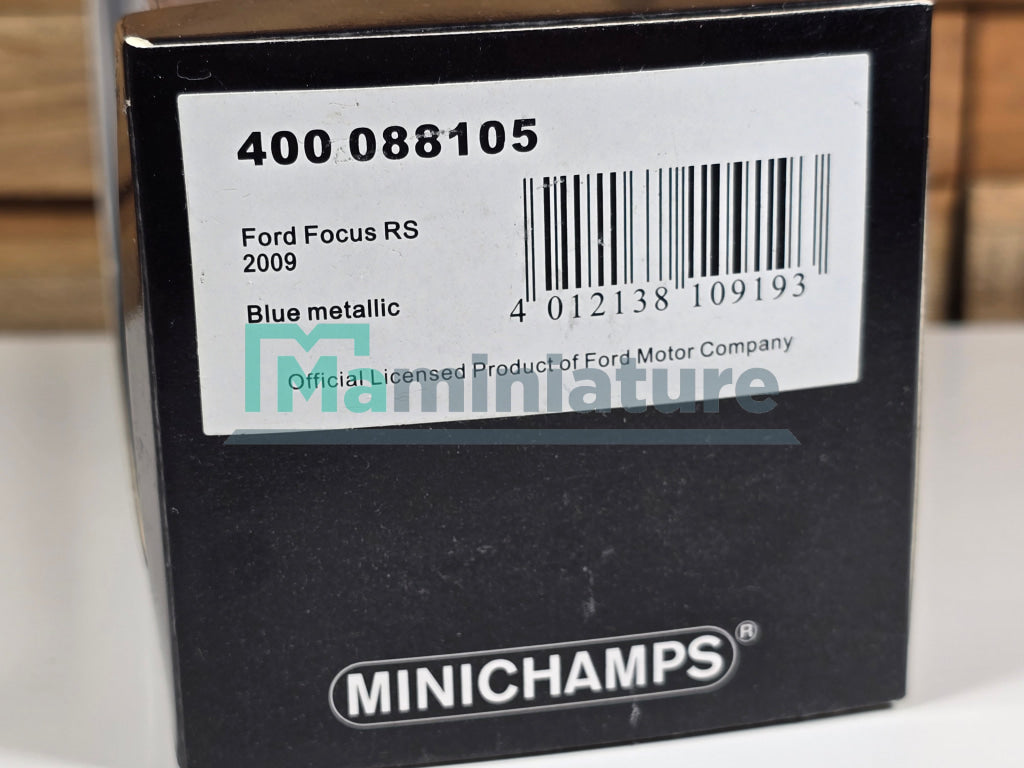 400 088105
Ford Focus RS
2009
Blue metallic
4 012138 109193
Official Licensed Product of Ford Motor Company
Maminiature
MINICHAMPS®